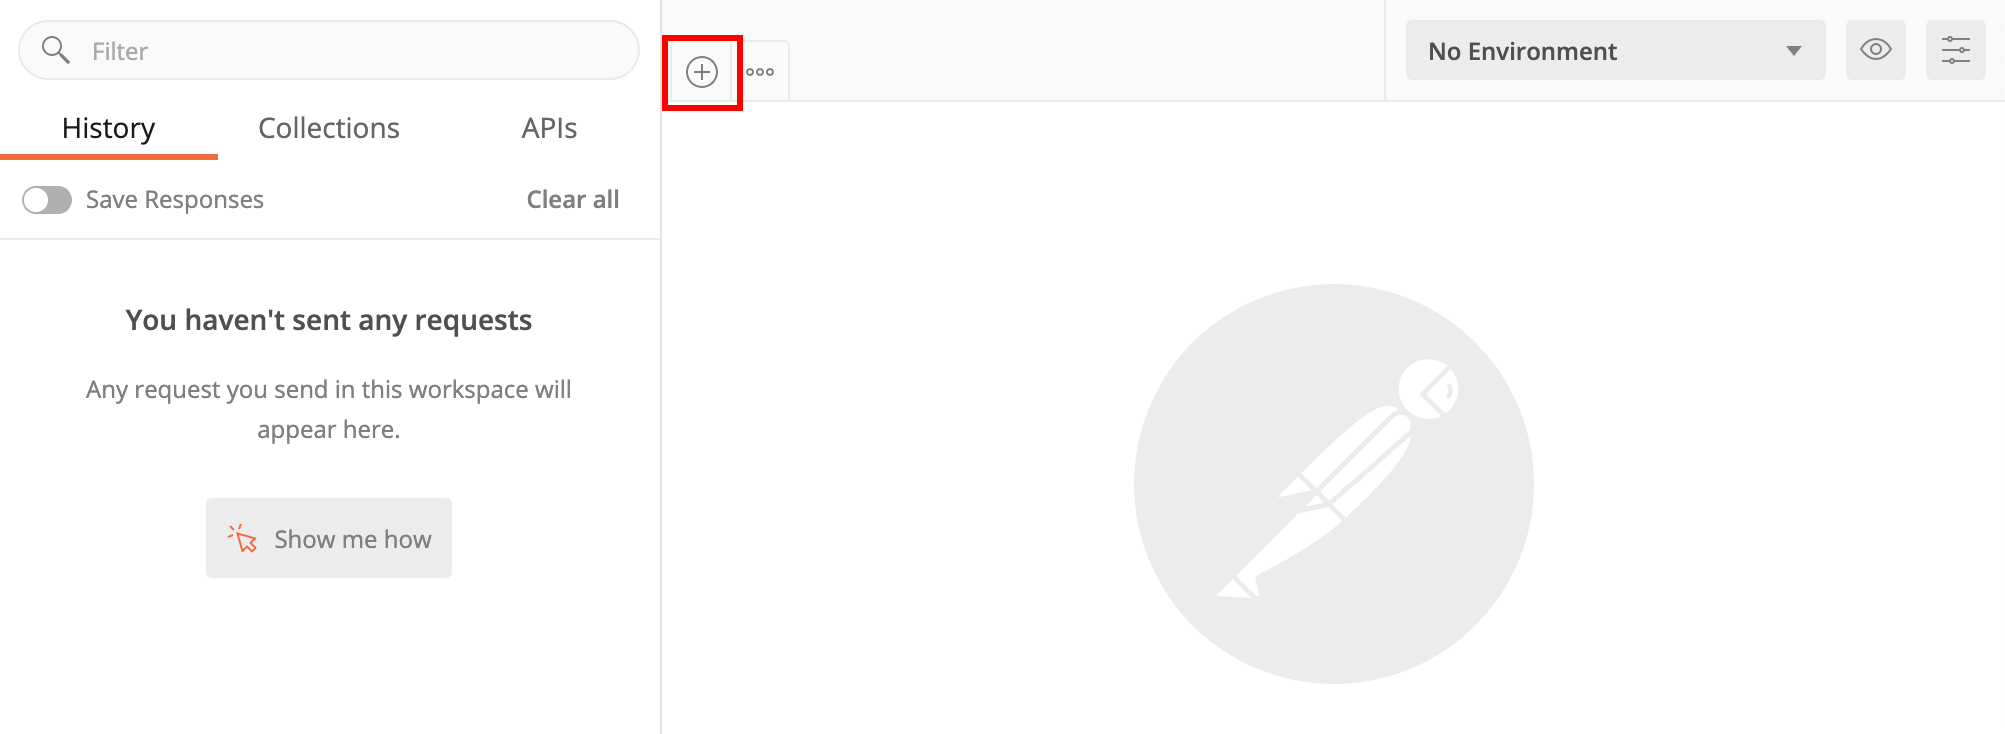 Filter
No Environment
History
Collections
APIs
Save Responses
Clear all
You haven't sent any requests
Any request you send in this workspace will
appear here.
Show me how